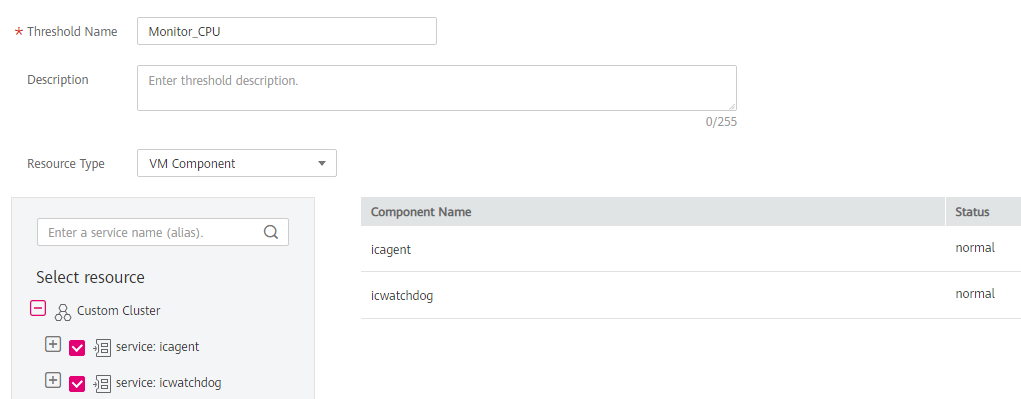 * Threshold Name Monitor_CPU
Description Enter threshold description.
0/255
Resource Type VM Component
Enter a service name (alias).
Select resource
Custom Cluster
service: icagent
service: icwatchdog
Component Name Status
icagent normal
icwatchdog normal